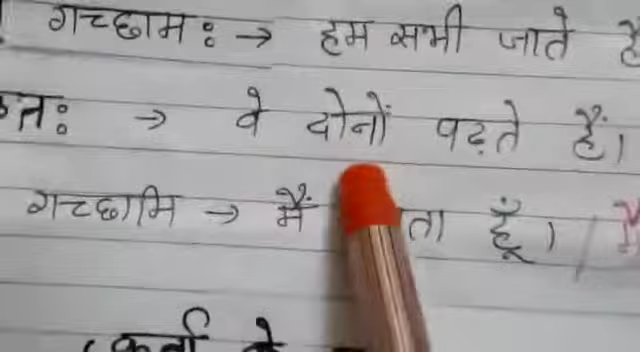 गच्छामः → हम सभी जाते
→ वे दोनों पढ़ते हैं।
गच्छामि → मैं हूँ।